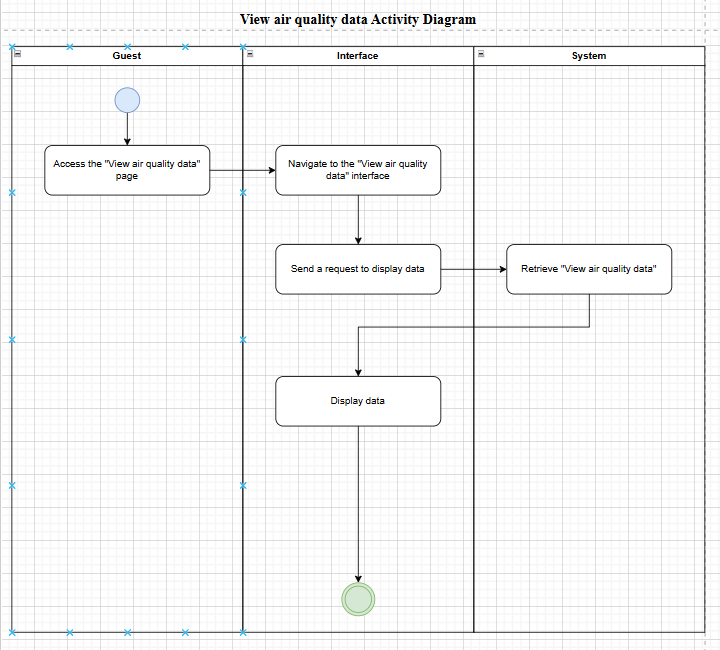 View air quality data Activity Diagram
Guest
Interface
System
Access the "View air quality data"
page
Navigate to the "View air quality
data" interface
Send a request to display data
Retrieve "View air quality data"
Display data